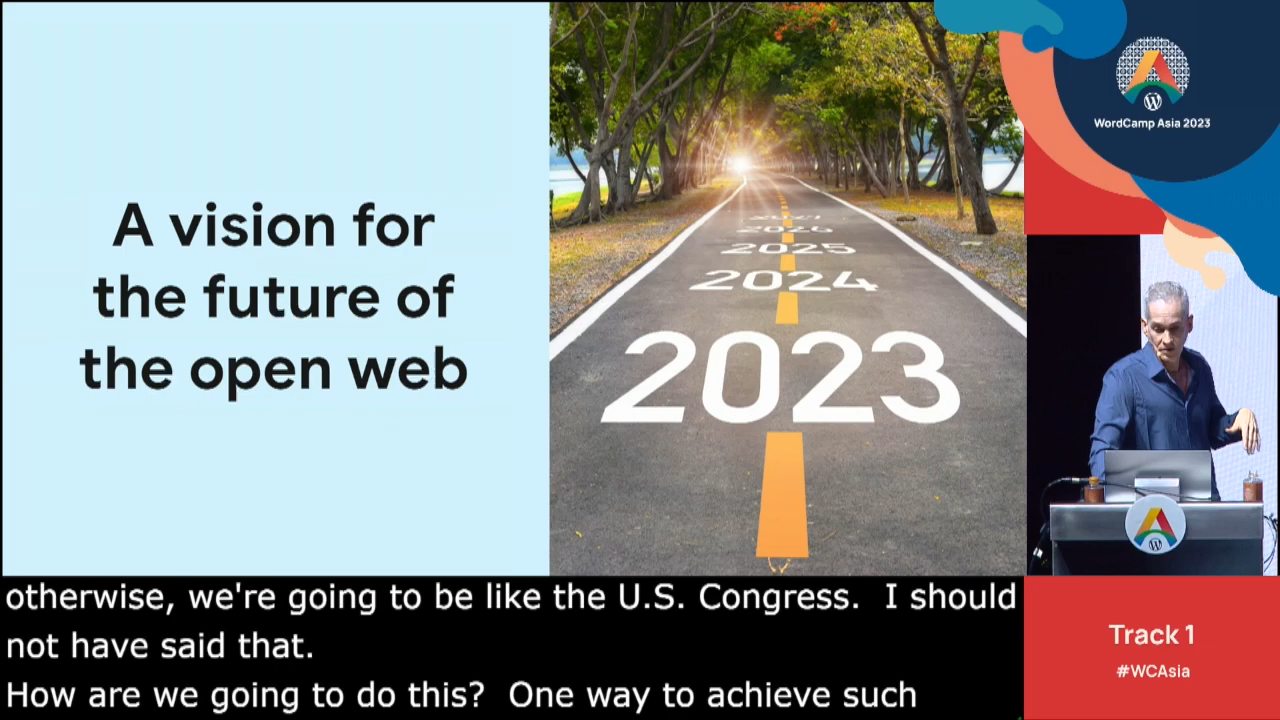 A vision for
the future of
the open web
2026
2025
2024
2023
WordCamp Asia 2023
otherwise, we're going to be like the U.S. Congress.  I should
not have said that.
How are we going to do this?  One way to achieve such
Track 1
#WCAsia